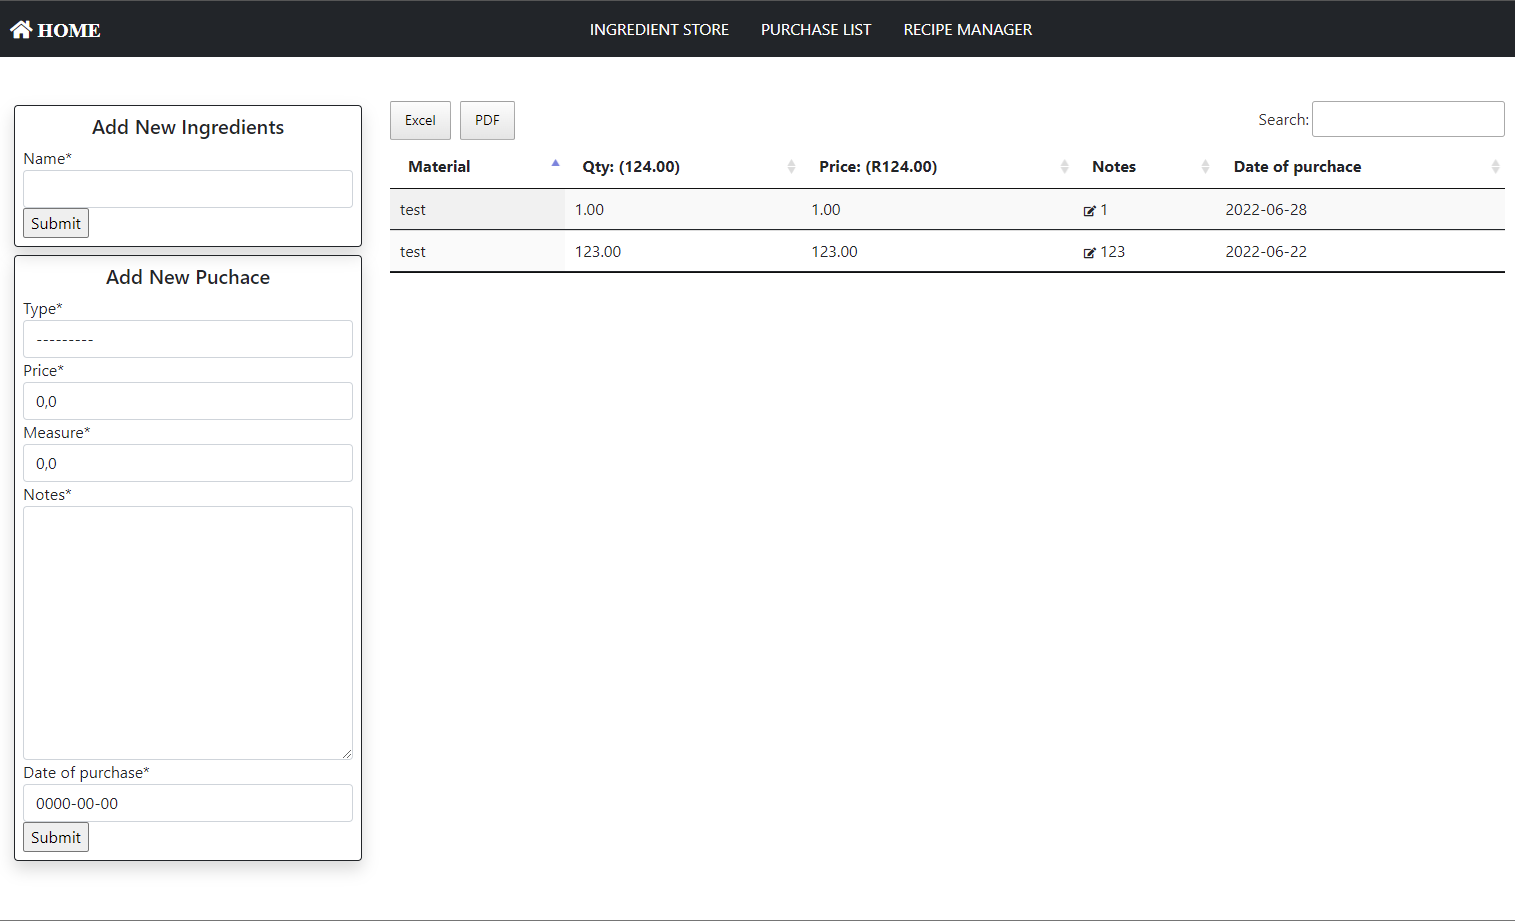 HOME
INGREDIENT STORE PURCHASE LIST RECIPE MANAGER
Add New Ingredients
Name*
Submit
Add New Puchace
Type*
---------
Price*
0,0
Measure*
0,0
Notes*
Date of purchase*
0000-00-00
Submit
Excel PDF Search:
Material Qty: (124.00) Price: (R124.00) Notes Date of purchace
test 1.00 1.00 1 2022-06-28
test 123.00 123.00 123 2022-06-22